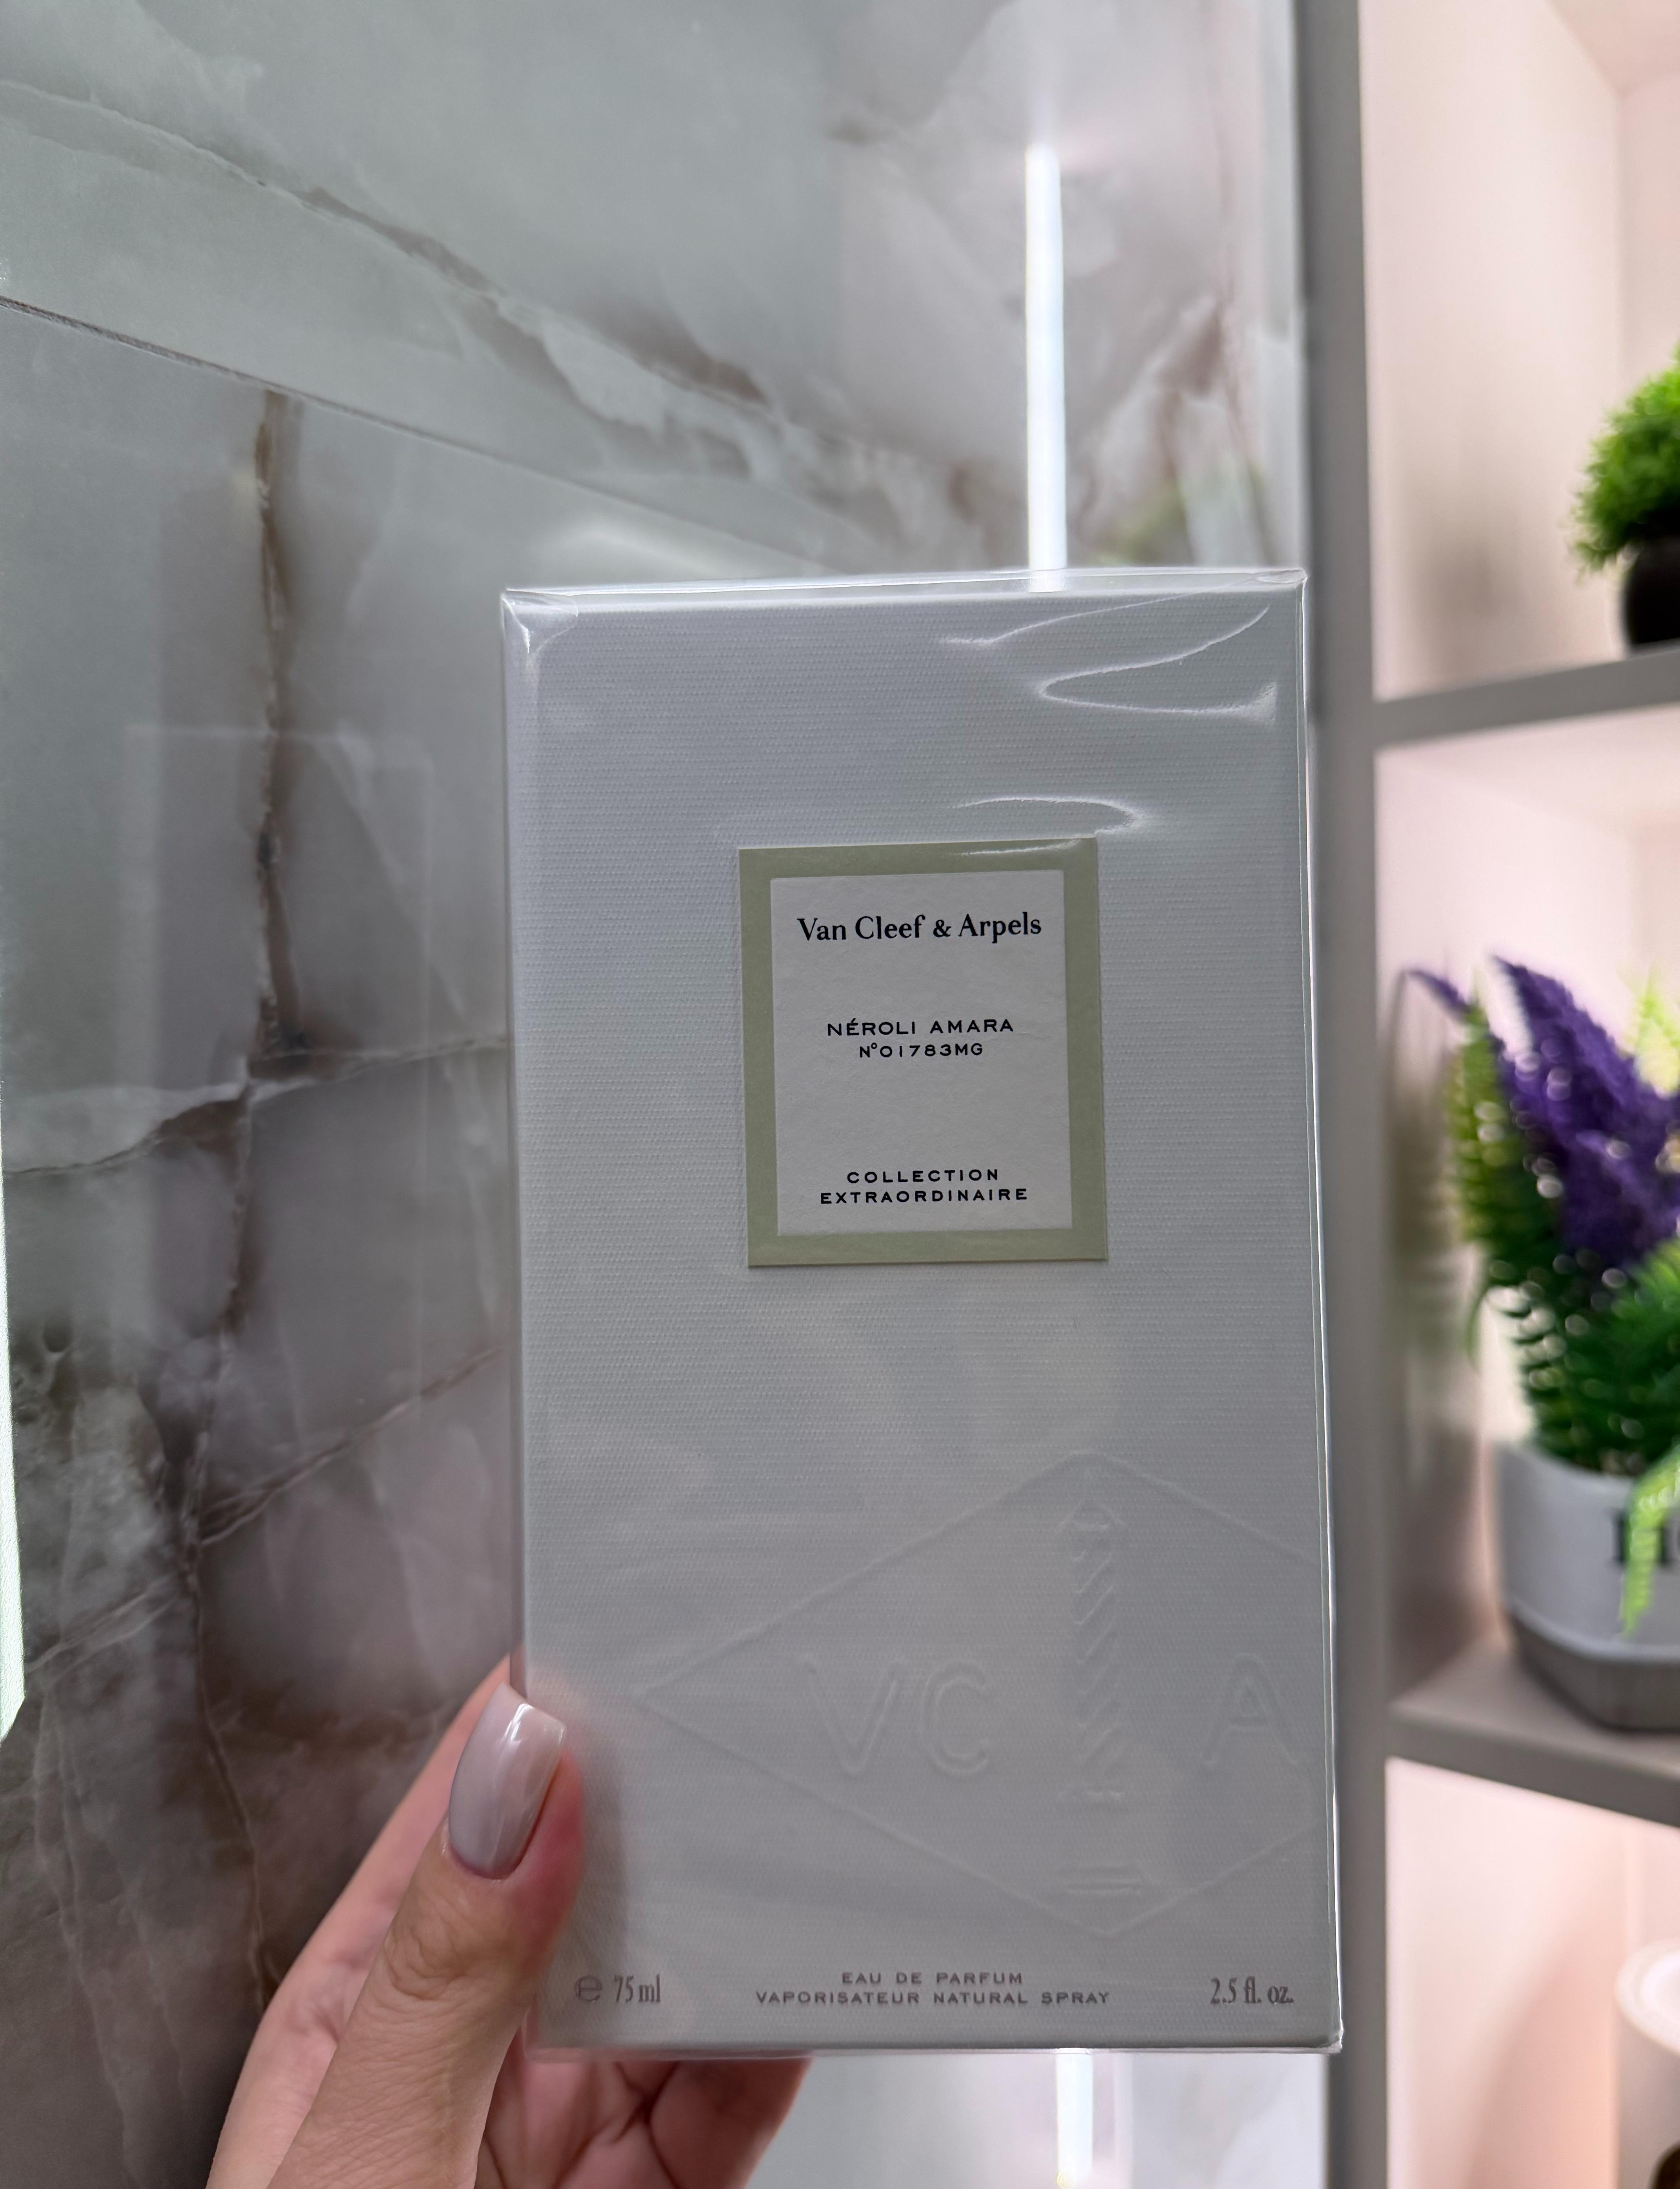 Van Cleef & Arpels
NÉROLI AMARA
N°01783MG
COLLECTION
EXTRAORDINAIRE
VC A
℮ 75 ml
EAU DE PARFUM
VAPORISATEUR NATURAL SPRAY
2.5 fl. oz.